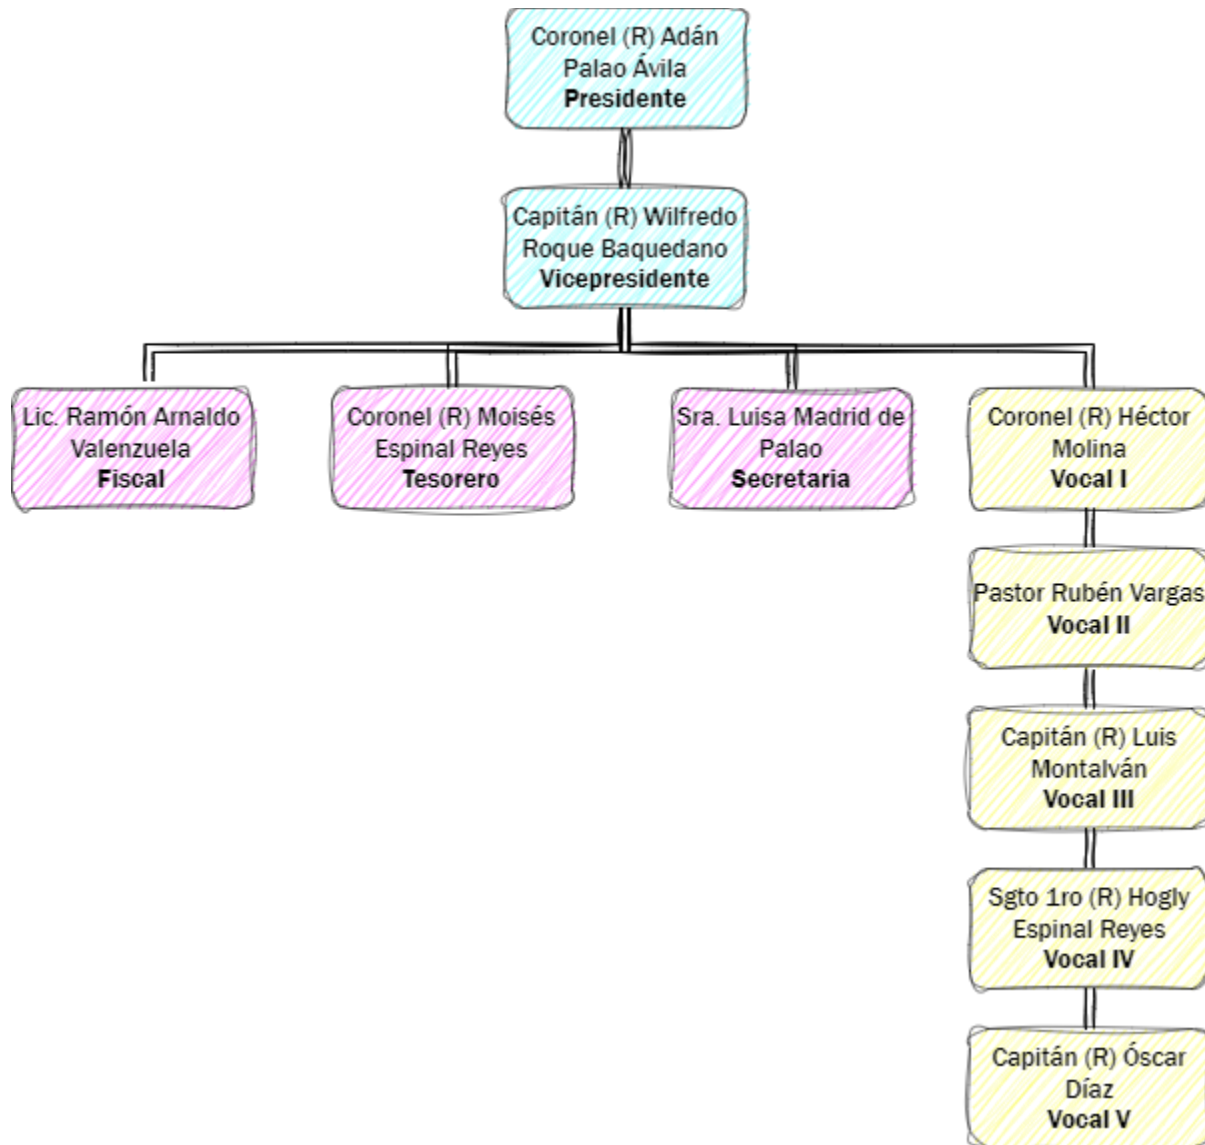 Coronel (R) Adán
Palao Ávila
Presidente
Capitán (R) Wilfredo
Roque Baquedano
Vicepresidente
Lic. Ramón Arnaldo
Valenzuela
Fiscal
Coronel (R) Moisés
Espinal Reyes
Tesorero
Sra. Luisa Madrid de
Palao
Secretaria
Coronel (R) Héctor
Molina
Vocal I
Pastor Rubén Vargas
Vocal II
Capitán (R) Luis
Montalván
Vocal III
Sgto 1ro (R) Hogly
Espinal Reyes
Vocal IV
Capitán (R) Óscar
Díaz
Vocal V